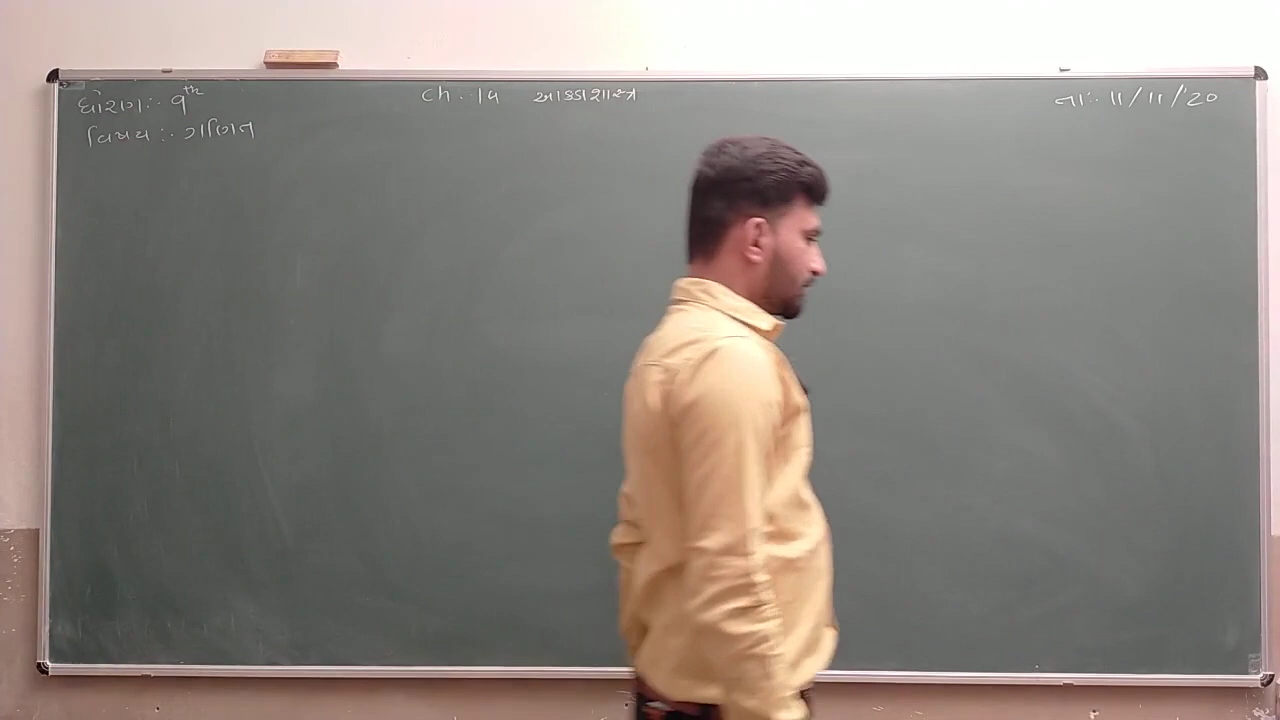 ધોરણ :- 9th
Ch. 14 આંકડાશાસ્ત્ર
તા :- 11/11/'20
વિષય :- ગણિત